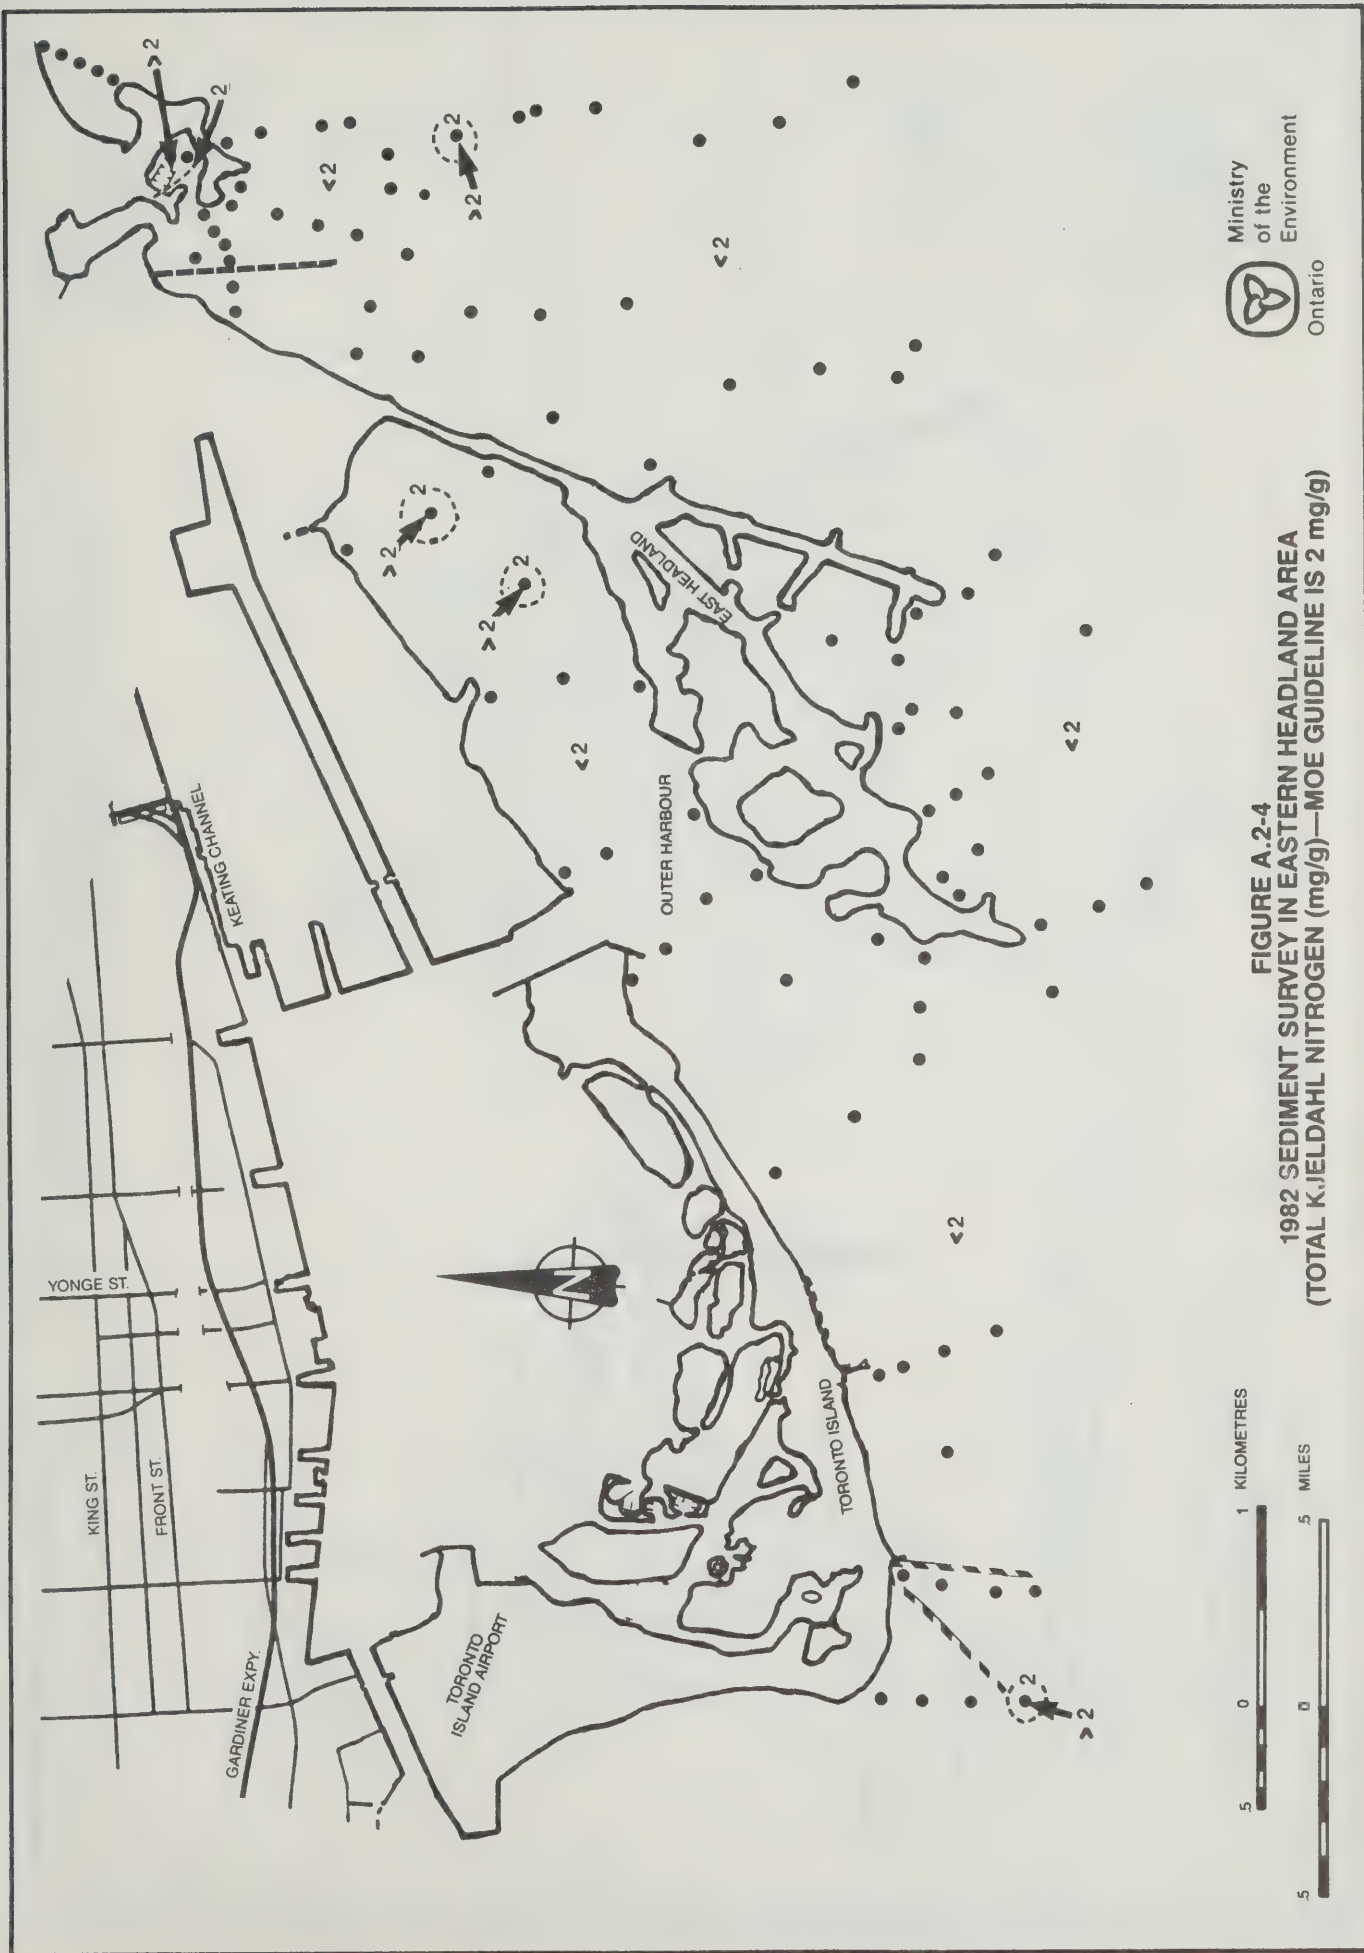 YONGE ST.
KING ST.
FRONT ST.
GARDINER EXPY.
KEATING CHANNEL
TORONTO
ISLAND AIRPORT
N
OUTER HARBOUR
EAST HEADLAND
TORONTO ISLAND
> 2
2
< 2
2
> 2
< 2
2
> 2
2
> 2
< 2
< 2
< 2
2
> 2
.5 0 1 KILOMETRES
.5 0 .5 MILES
FIGURE A.2-4
1982 SEDIMENT SURVEY IN EASTERN HEADLAND AREA
(TOTAL KJELDAHL NITROGEN (mg/g)—MOE GUIDELINE IS 2 mg/g)
Ministry
of the
Environment
Ontario